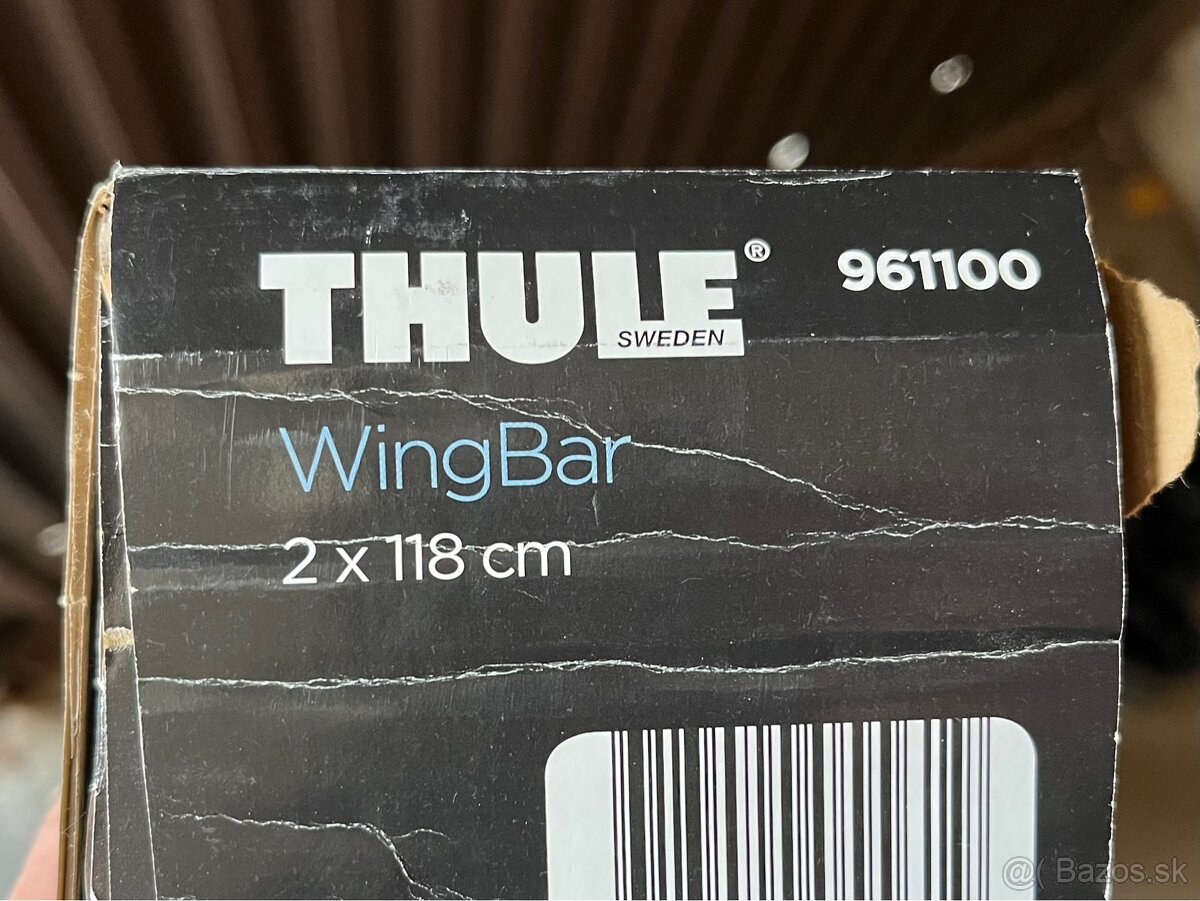 THULE® 961100
SWEDEN
WingBar
2 x 118 cm
@( Bazos.sk